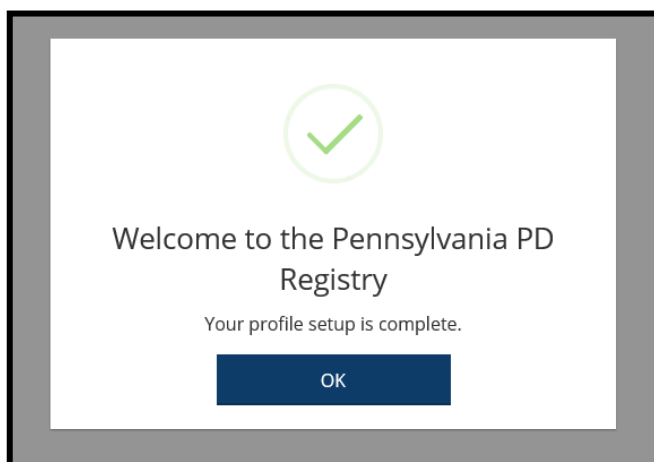 Welcome to the Pennsylvania PD
Registry
Your profile setup is complete.
OK